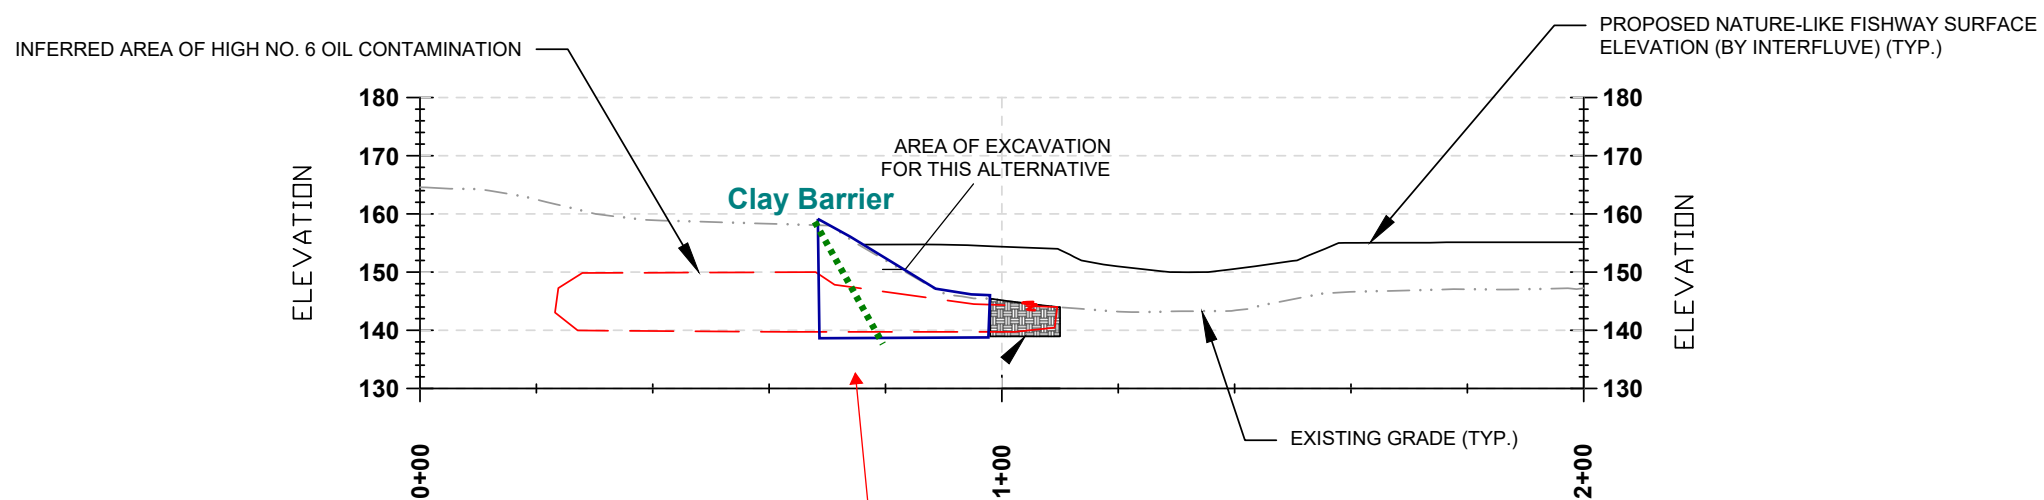 PROPOSED NATURE-LIKE FISHWAY SURFACE
ELEVATION (BY INTERFLUVE) (TYP.)
INFERRED AREA OF HIGH NO. 6 OIL CONTAMINATION
180
180
AREA OF EXCAVATION
FOR THIS ALTERNATIVE
170
170
Clay Barrier
160
160
ELEVATION
ELEVATION
150
150
140
140
130
130
EXISTING GRADE (TYP.)
0+00
1+00
2+00